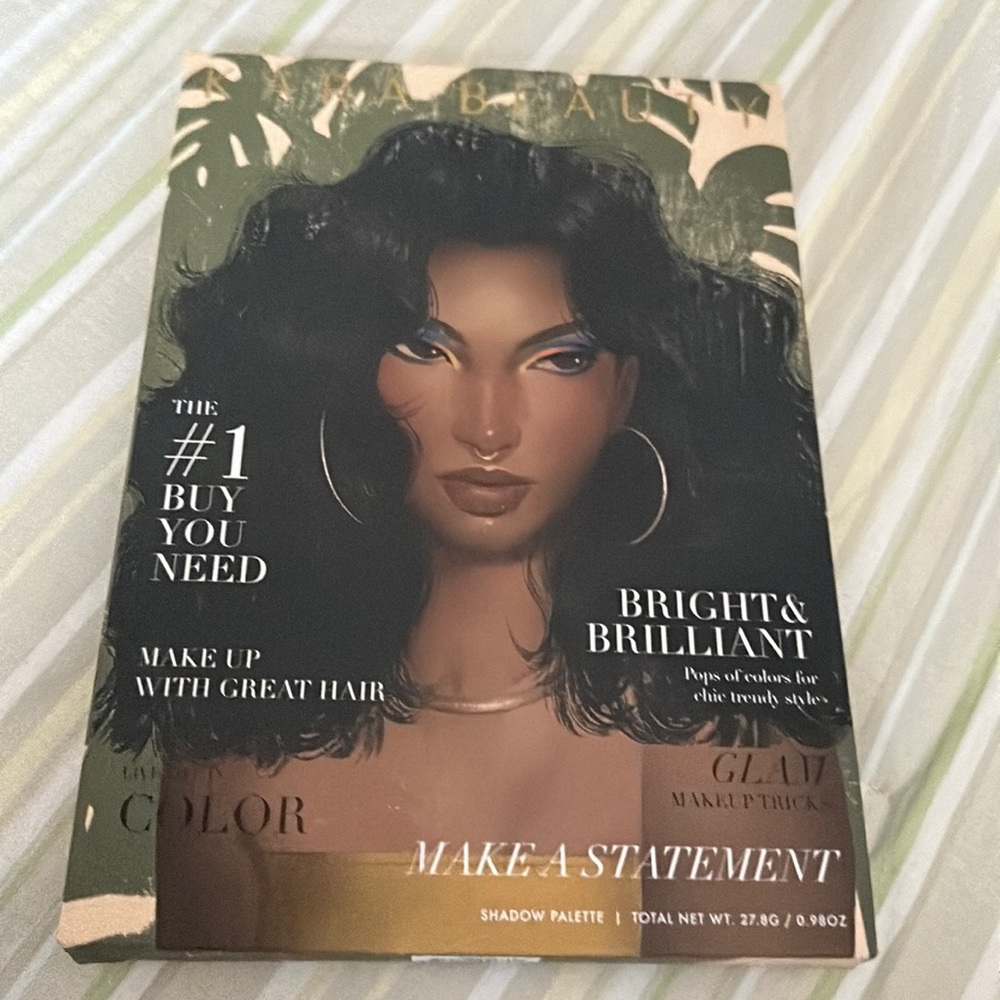 KARA BEAUTY
THE
#1
BUY
YOU
NEED
MAKE UP
WITH GREAT HAIR
BRIGHT &
BRILLIANT
Pops of colors for
chic trendy styles
COLOR
GLAM
MAKEUP TRICKS
MAKE A STATEMENT
SHADOW PALETTE | TOTAL NET WT. 27.8G / 0.98OZ